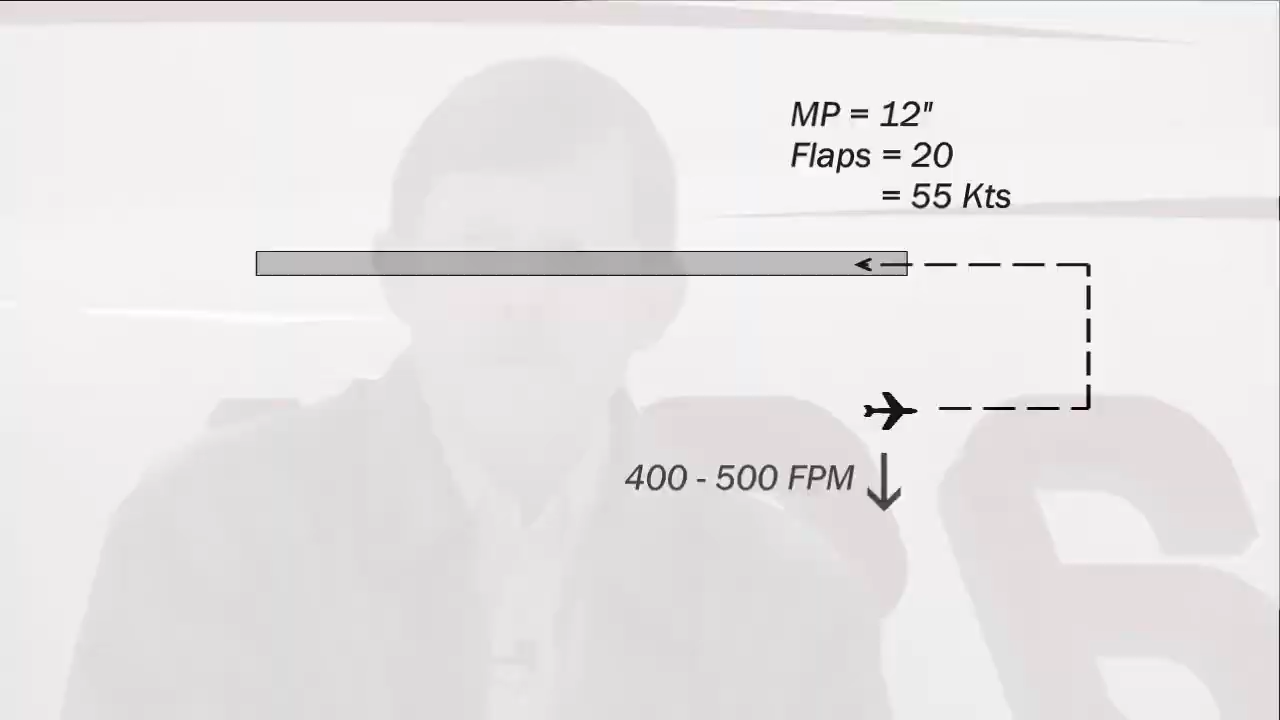 MP = 12"
Flaps = 20
= 55 Kts
400 - 500 FPM